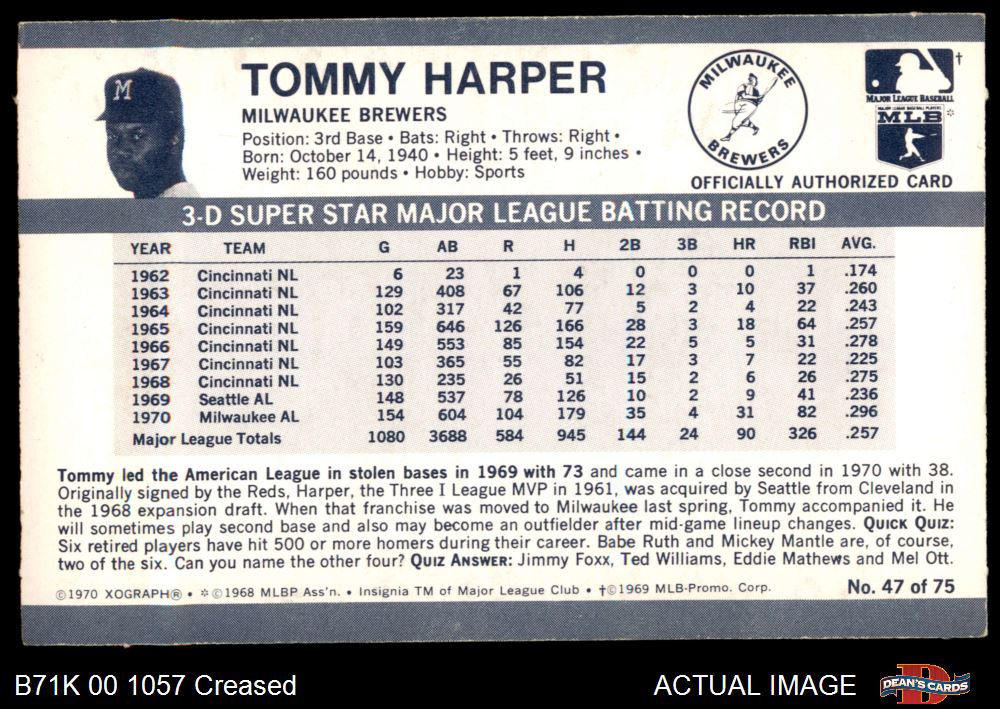 M
TOMMY HARPER
MILWAUKEE BREWERS
Position: 3rd Base • Bats: Right • Throws: Right •
Born: October 14, 1940 • Height: 5 feet, 9 inches •
Weight: 160 pounds • Hobby: Sports
MILWAUKEE
BREWERS
†
MAJOR LEAGUE BASEBALL
MAJOR LEAGUE BASEBALL PLAYERS
MLB *
OFFICIALLY AUTHORIZED CARD
3-D SUPER STAR MAJOR LEAGUE BATTING RECORD
YEAR TEAM G AB R H 2B 3B HR RBI AVG.
1962 Cincinnati NL 6 23 1 4 0 0 0 1 .174
1963 Cincinnati NL 129 408 67 106 12 3 10 37 .260
1964 Cincinnati NL 102 317 42 77 5 2 4 22 .243
1965 Cincinnati NL 159 646 126 166 28 3 18 64 .257
1966 Cincinnati NL 149 553 85 154 22 5 5 31 .278
1967 Cincinnati NL 103 365 55 82 17 3 7 22 .225
1968 Cincinnati NL 130 235 26 51 15 2 6 26 .275
1969 Seattle AL 148 537 78 126 10 2 9 41 .236
1970 Milwaukee AL 154 604 104 179 35 4 31 82 .296
Major League Totals 1080 3688 584 945 144 24 90 326 .257
Tommy led the American League in stolen bases in 1969 with 73 and came in a close second in 1970 with 38.
Originally signed by the Reds, Harper, the Three I League MVP in 1961, was acquired by Seattle from Cleveland in
the 1968 expansion draft. When that franchise was moved to Milwaukee last spring, Tommy accompanied it. He
will sometimes play second base and also may become an outfielder after mid-game lineup changes. QUICK QUIZ:
Six retired players have hit 500 or more homers during their career. Babe Ruth and Mickey Mantle are, of course,
two of the six. Can you name the other four? QUIZ ANSWER: Jimmy Foxx, Ted Williams, Eddie Mathews and Mel Ott.
©1970 XOGRAPH® • *©1968 MLBP Ass'n. • Insignia TM of Major League Club • †©1969 MLB-Promo. Corp.
No. 47 of 75
B71K 00 1057 Creased
ACTUAL IMAGE
DEAN'S CARDS